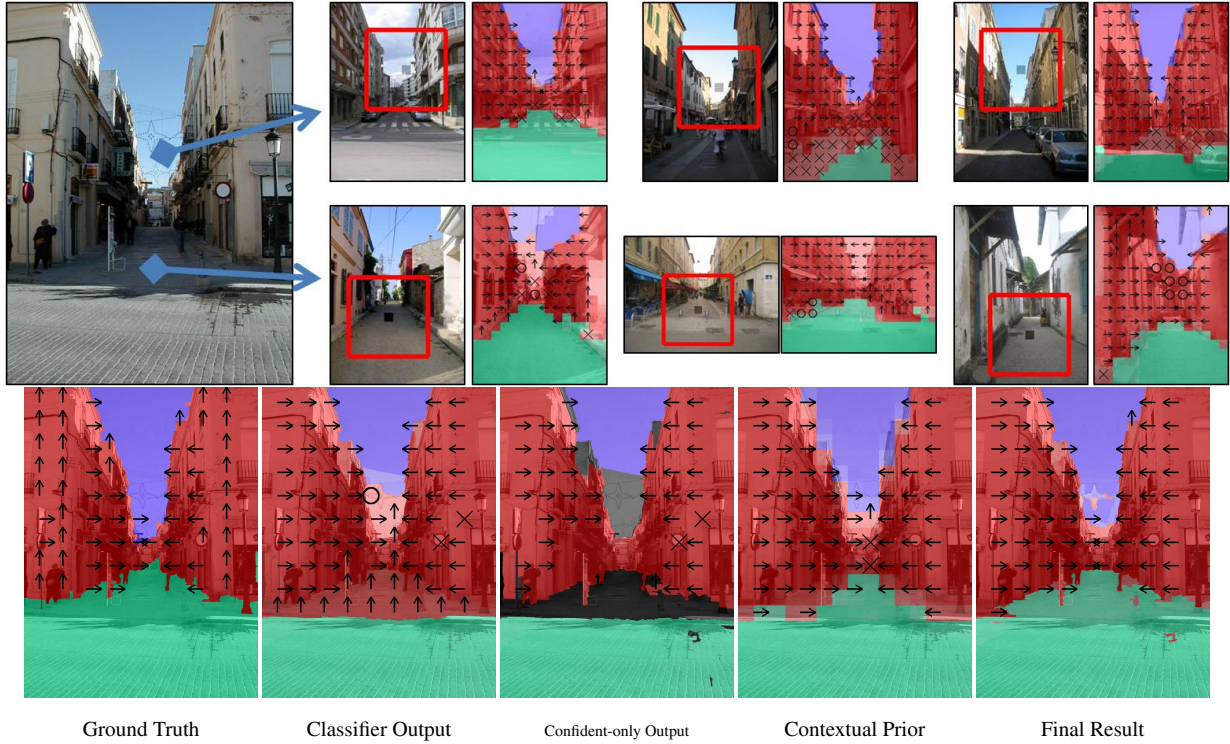 Ground Truth
Classifier Output
Confident-only Output
Contextual Prior
Final Result